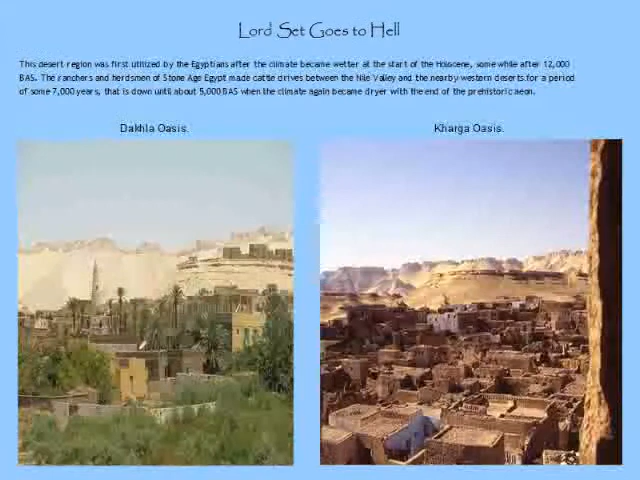 Lord Set Goes to Hell
This desert region was first utilized by the Egyptians after the climate became wetter at the start of the Holocene, some while after 12,000
BAS. The ranchers and herdsmen of Stone Age Egypt made cattle drives between the Nile Valley and the nearby western deserts for a period
of some 7,000 years, that is down until about 5,000 BAS when the climate again became dryer with the end of the prehistoric aeon.
Dakhla Oasis.
Kharga Oasis.